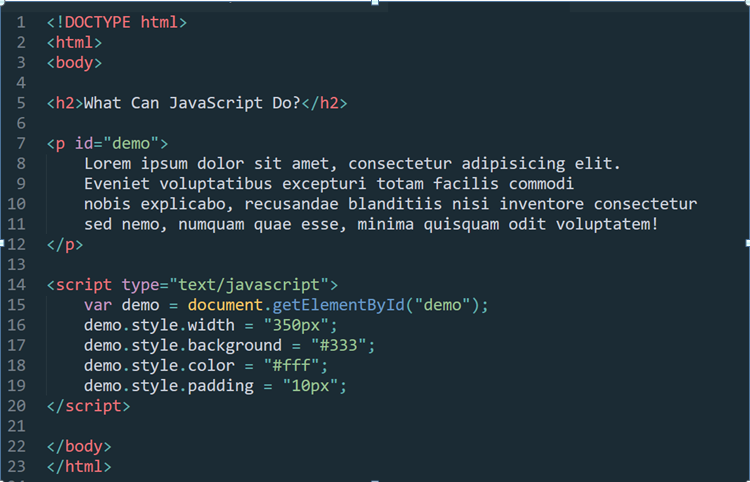 1 <!DOCTYPE html>
2 <html>
3 <body>
4
5 <h2>What Can JavaScript Do?</h2>
6
7 <p id="demo">
8     Lorem ipsum dolor sit amet, consectetur adipisicing elit.
9     Eveniet voluptatibus excepturi totam facilis commodi
10     nobis explicabo, recusandae blanditiis nisi inventore consectetur
11     sed nemo, numquam quae esse, minima quisquam odit voluptatem!
12 </p>
13
14 <script type="text/javascript">
15     var demo = document.getElementById("demo");
16     demo.style.width = "350px";
17     demo.style.background = "#333";
18     demo.style.color = "#fff";
19     demo.style.padding = "10px";
20 </script>
21
22 </body>
23 </html>